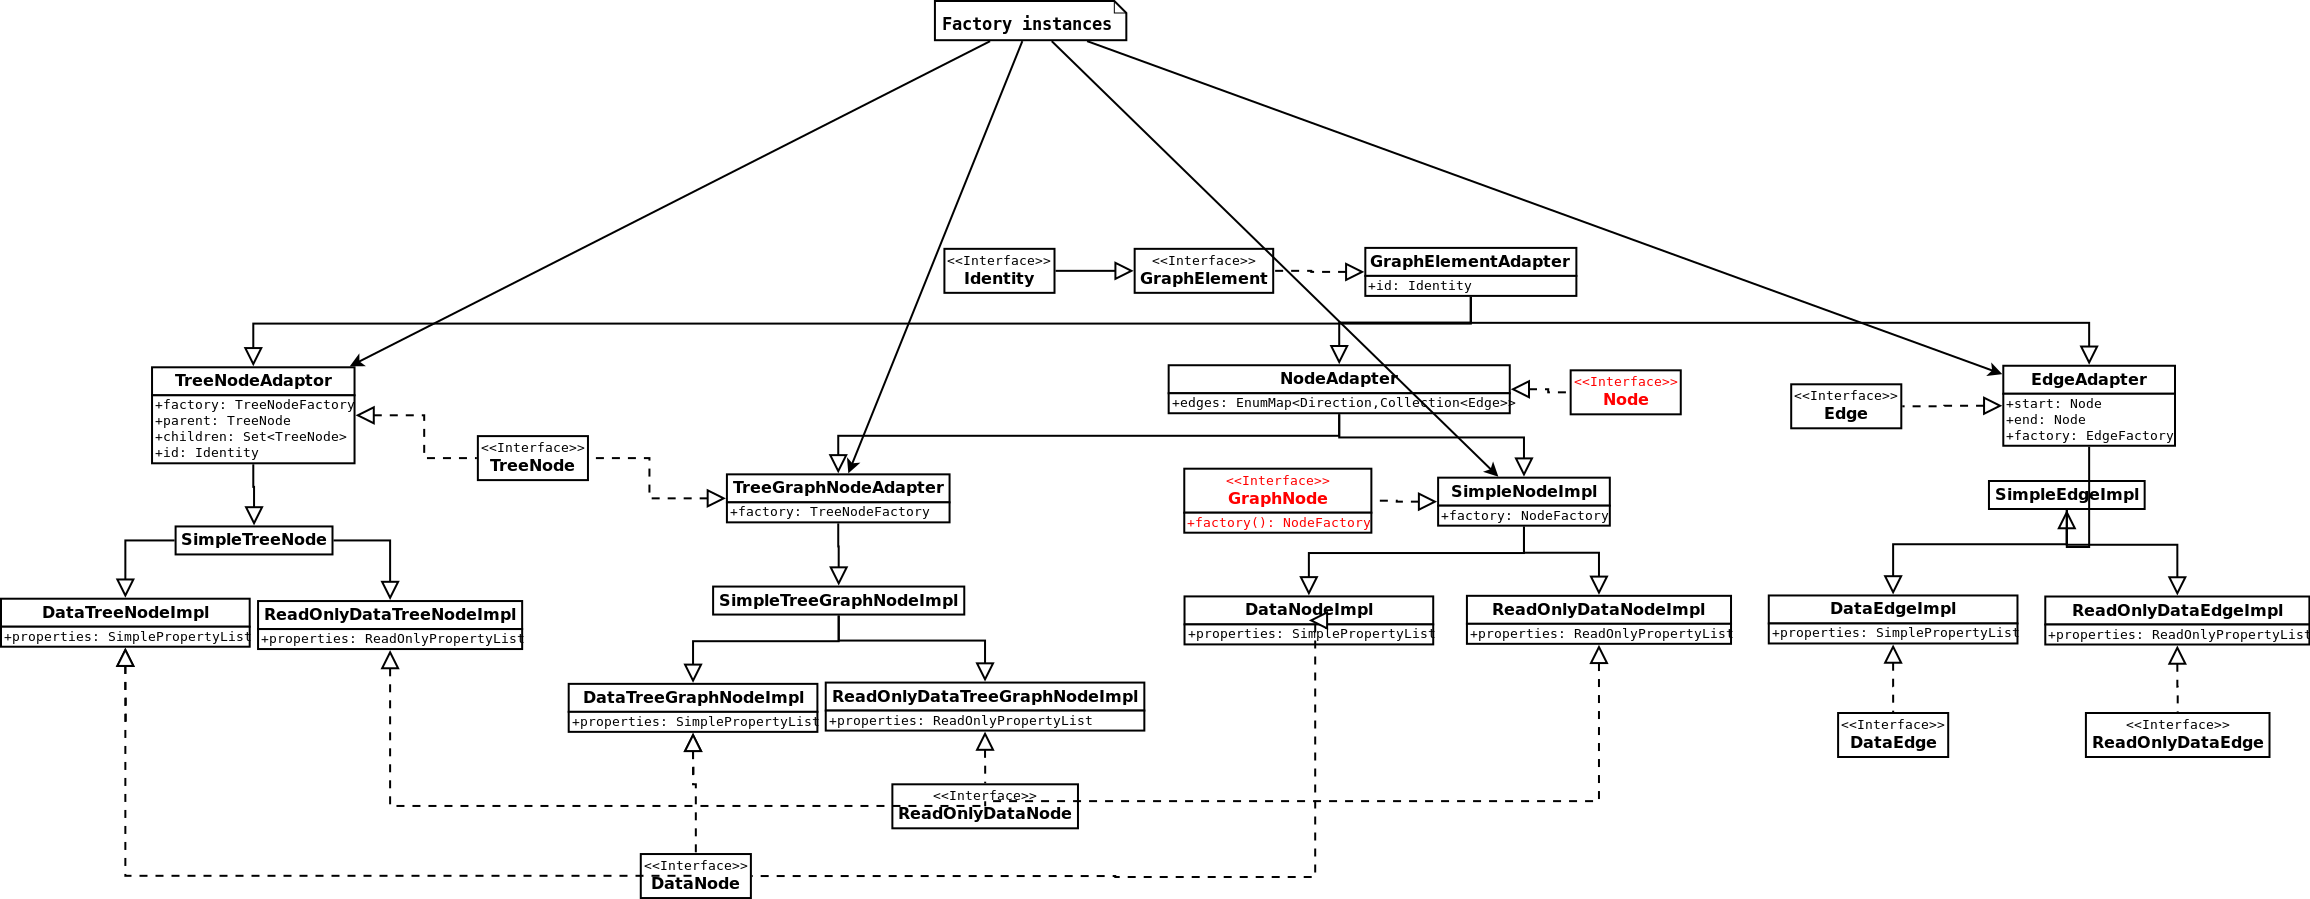 Factory instances
<<Interface>>
Identity
<<Interface>>
GraphElement
GraphElementAdapter
+id: Identity
TreeNodeAdaptor
+factory: TreeNodeFactory
+parent: TreeNode
+children: Set<TreeNode>
+id: Identity
NodeAdapter
+edges: EnumMap<Direction,Collection<Edge>>
<<Interface>>
Node
<<Interface>>
Edge
EdgeAdapter
+start: Node
+end: Node
+factory: EdgeFactory
<<Interface>>
TreeNode
TreeGraphNodeAdapter
+factory: TreeNodeFactory
<<Interface>>
GraphNode
+factory(): NodeFactory
SimpleNodeImpl
+factory: NodeFactory
SimpleEdgeImpl
SimpleTreeNode
SimpleTreeGraphNodeImpl
DataTreeNodeImpl
+properties: SimplePropertyList
ReadOnlyDataTreeNodeImpl
+properties: ReadOnlyPropertyList
DataNodeImpl
+properties: SimplePropertyList
ReadOnlyDataNodeImpl
+properties: ReadOnlyPropertyList
DataEdgeImpl
+properties: SimplePropertyList
ReadOnlyDataEdgeImpl
+properties: ReadOnlyPropertyList
DataTreeGraphNodeImpl
+properties: SimplePropertyList
ReadOnlyDataTreeGraphNodeImpl
+properties: ReadOnlyPropertyList
<<Interface>>
DataEdge
<<Interface>>
ReadOnlyDataEdge
<<Interface>>
ReadOnlyDataNode
<<Interface>>
DataNode